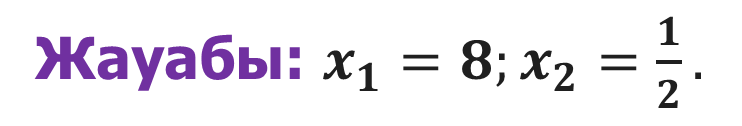 Жауабы: x₁ = 8; x₂ = 1/2.